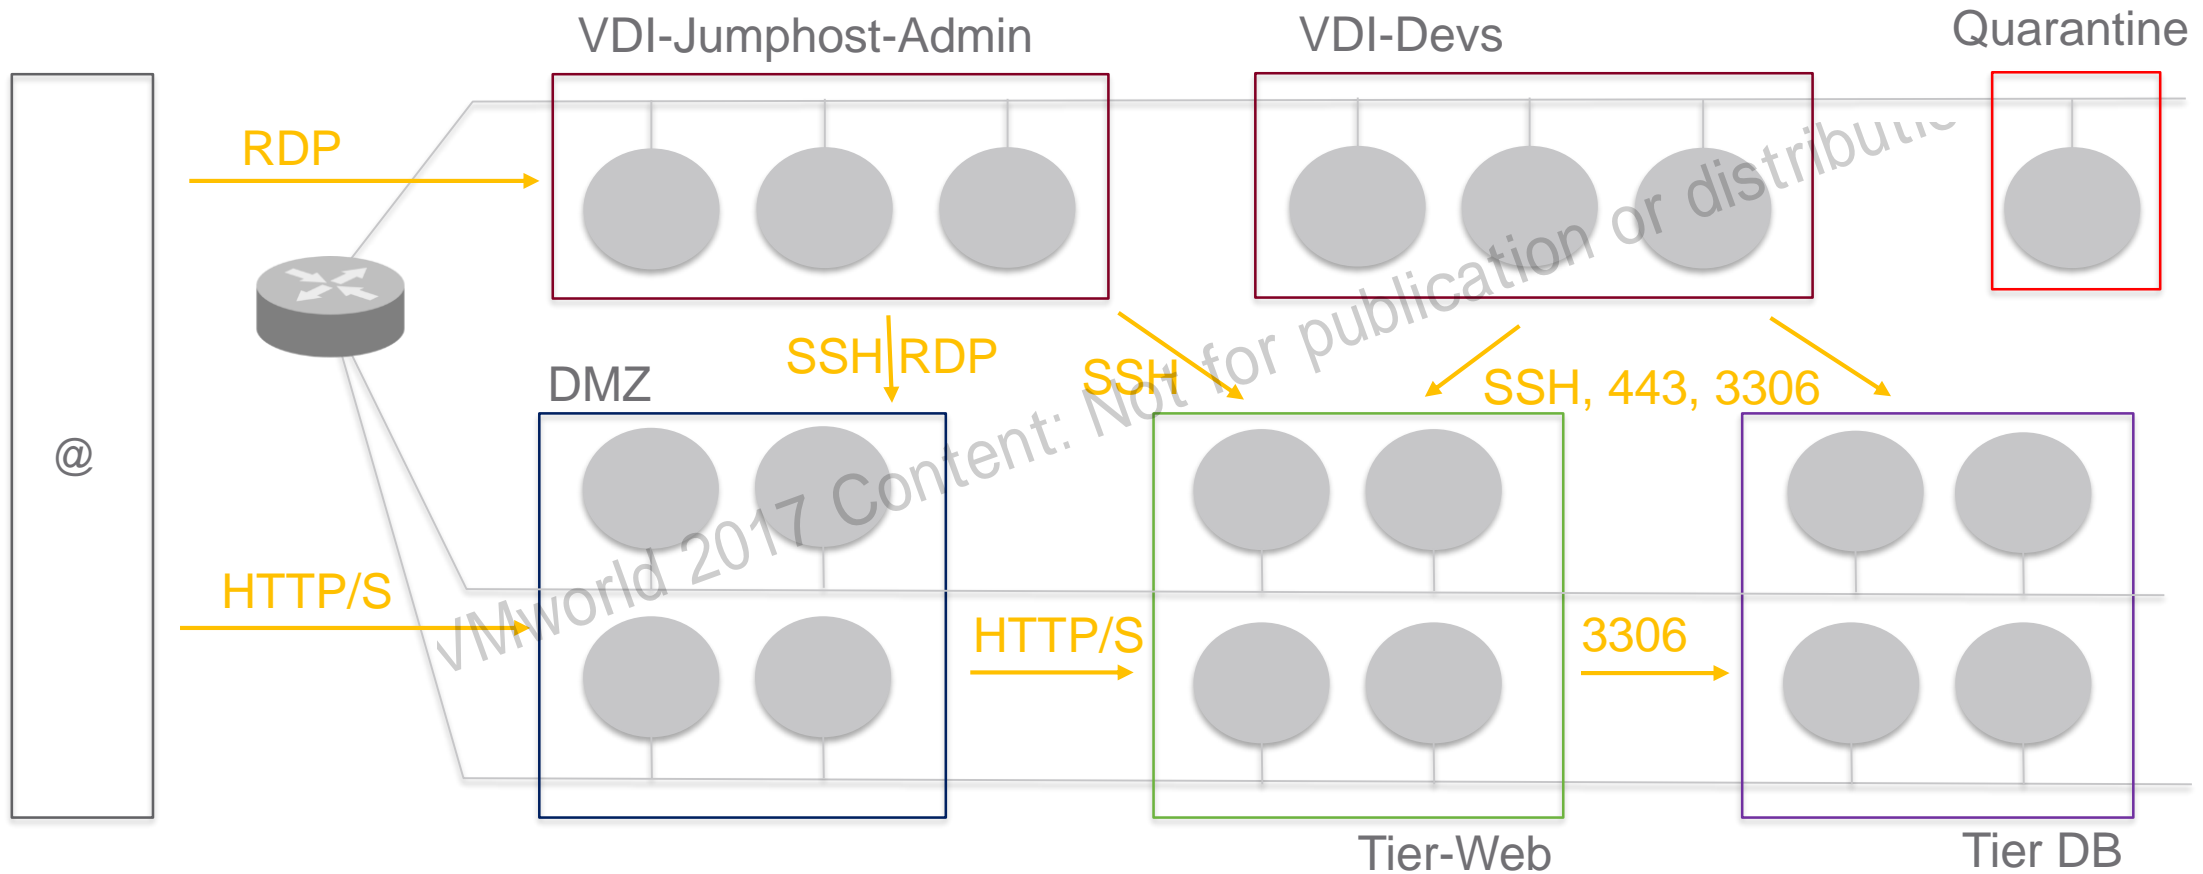 VDI-Jumphost-Admin
VDI-Devs
Quarantine
RDP
@
SSH RDP
SSH
SSH, 443, 3306
DMZ
HTTP/S
HTTP/S
3306
Tier-Web
Tier DB
VMworld 2017 Content: Not for publication or